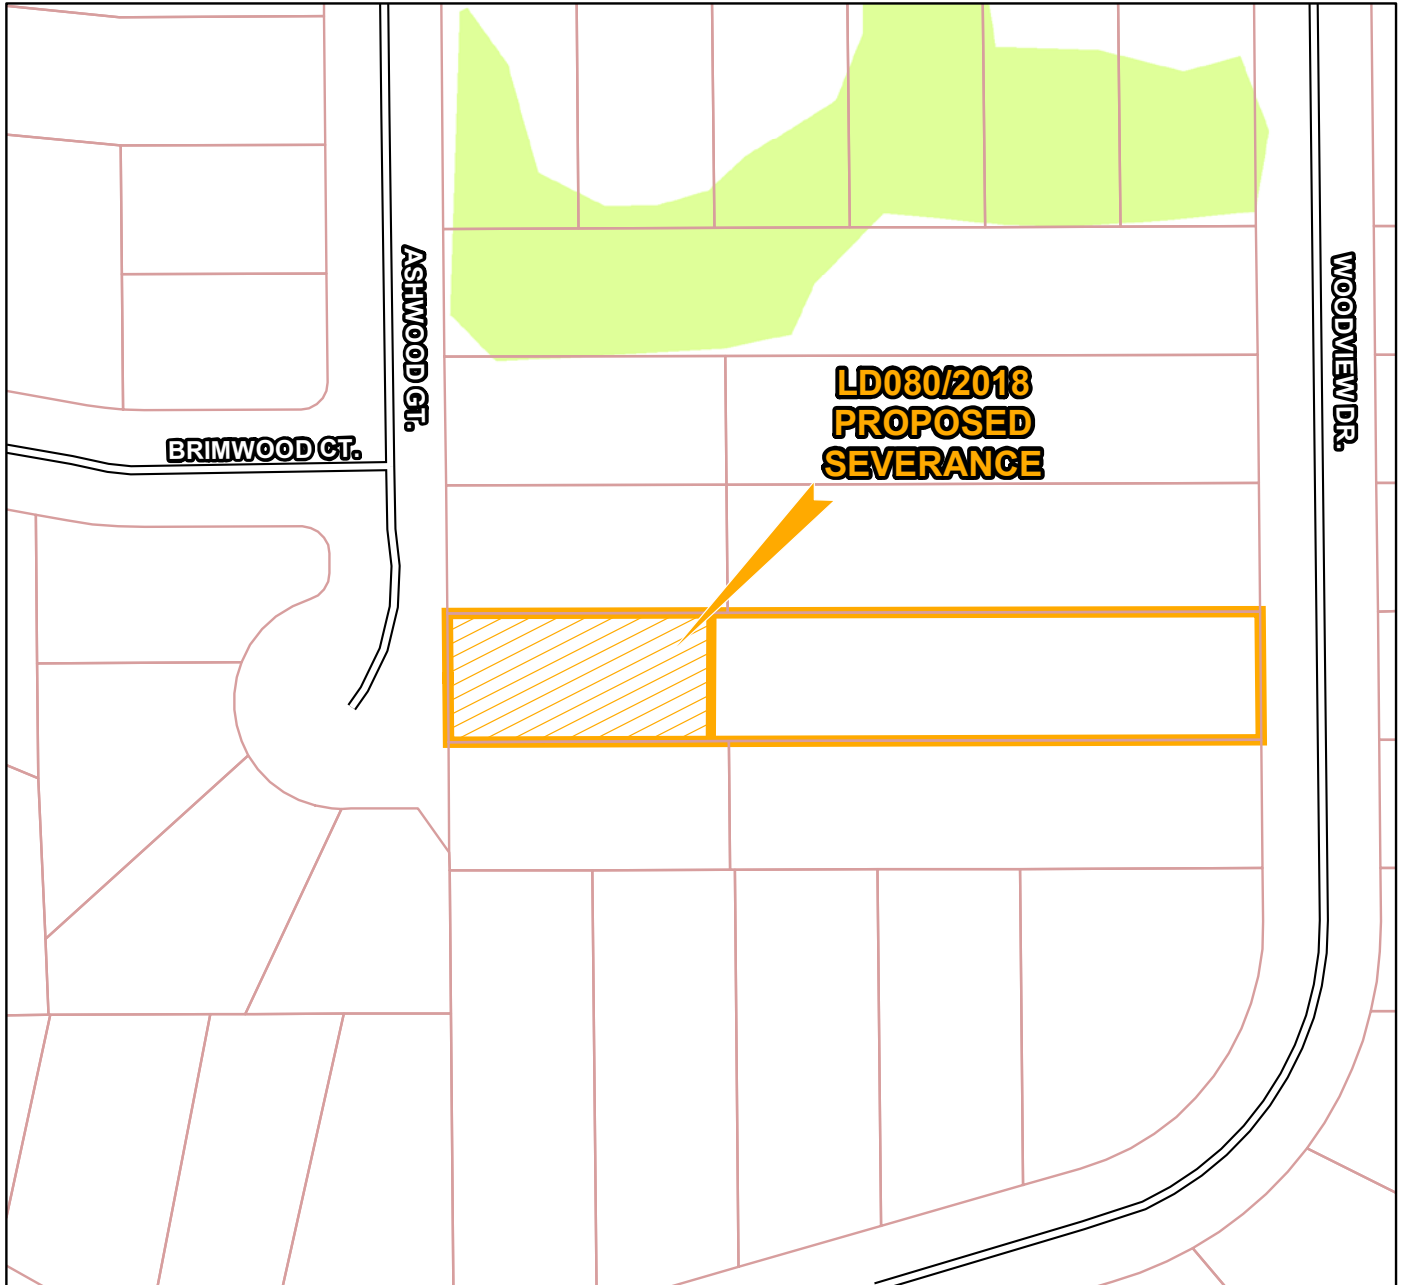 ASHWOOD CT.
WOODVIEW DR.
LD080/2018
PROPOSED
SEVERANCE
BRIMWOOD CT.